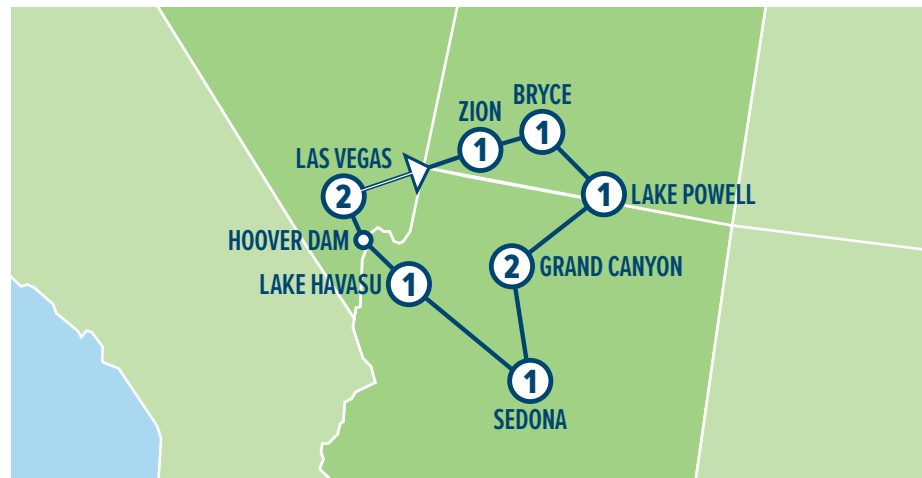 BRYCE
1
ZION
1
LAS VEGAS
2
1
LAKE POWELL
HOOVER DAM
2
GRAND CANYON
LAKE HAVASU
1
1
SEDONA